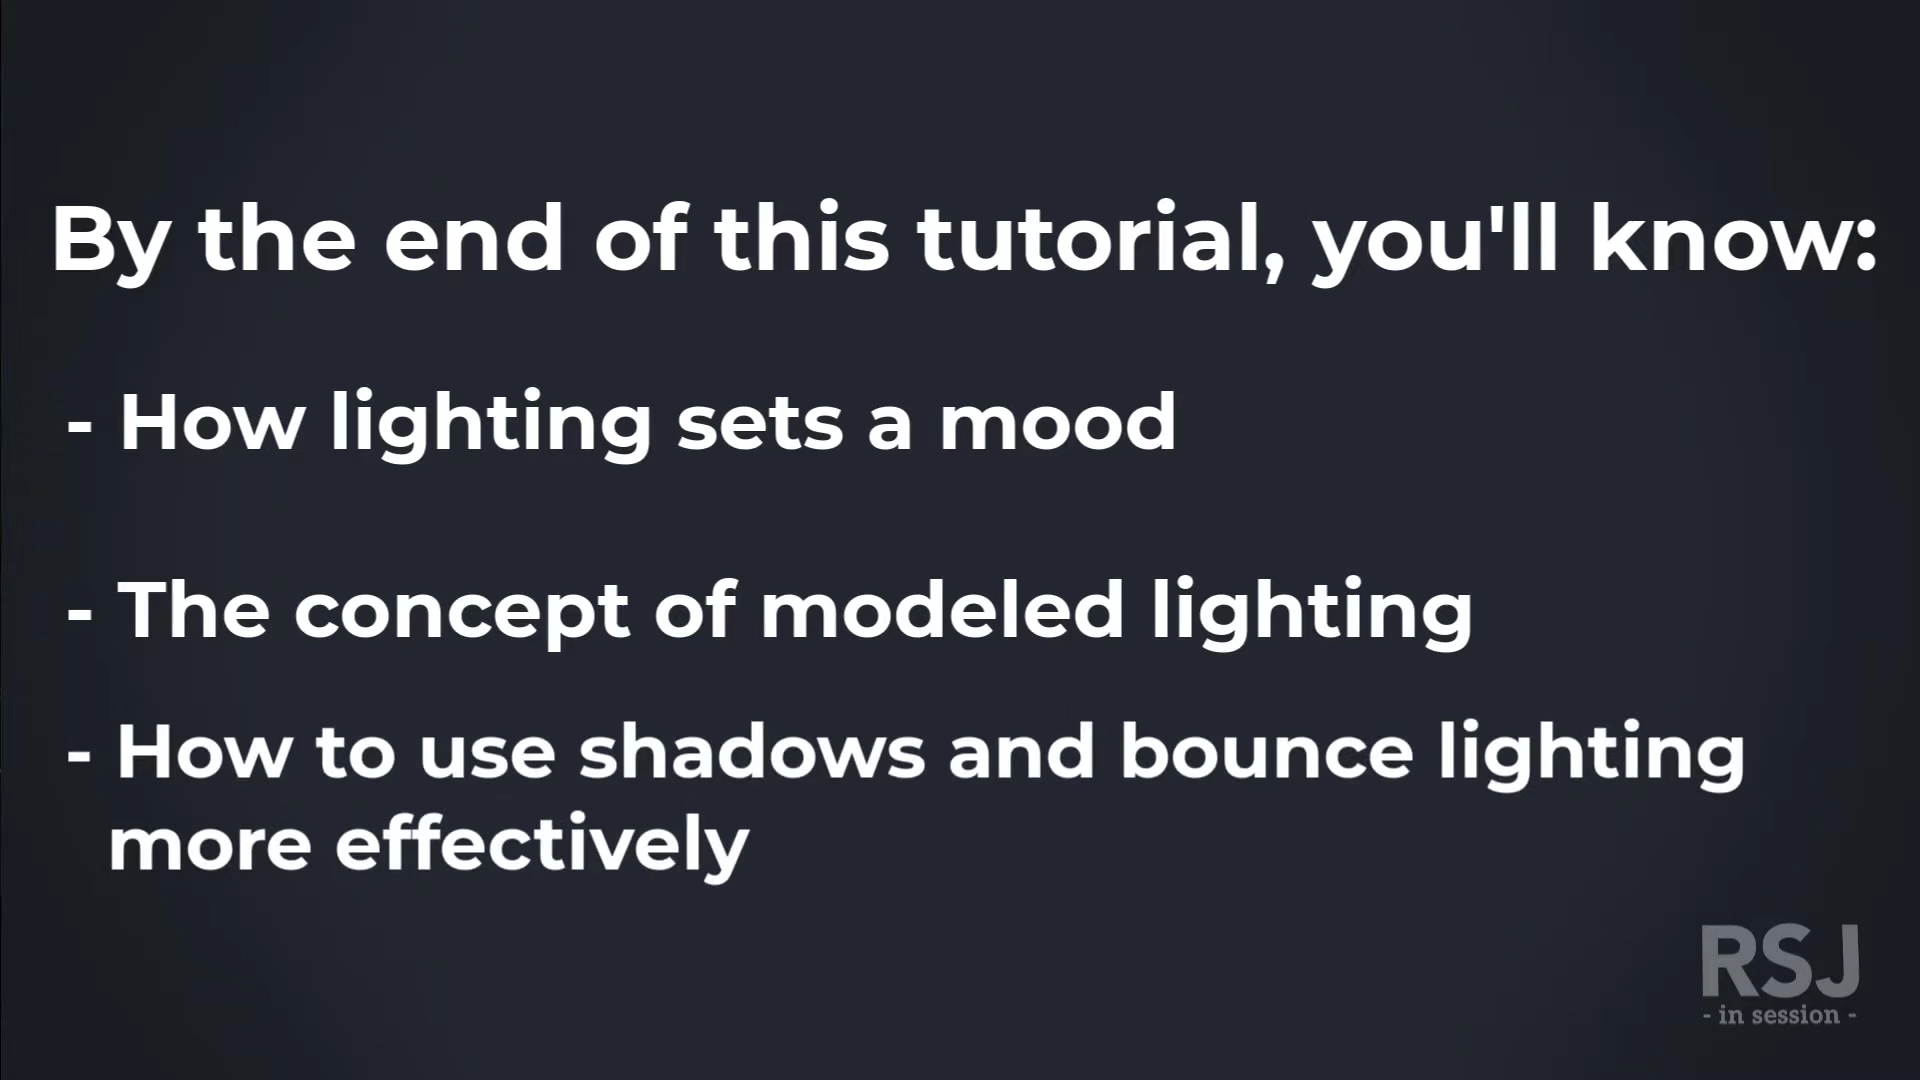 By the end of this tutorial, you'll know:
- How lighting sets a mood
- The concept of modeled lighting
- How to use shadows and bounce lighting
more effectively
RSJ
- in session -